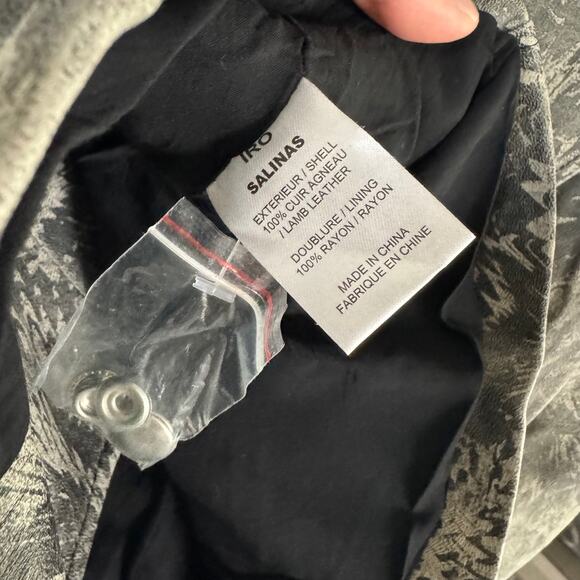 IRO
SALINAS
EXTERIEUR / SHELL
100% CUIR AGNEAU
/ LAMB LEATHER
DOUBLURE / LINING
100% RAYON / RAYON
MADE IN CHINA
FABRIQUE EN CHINE